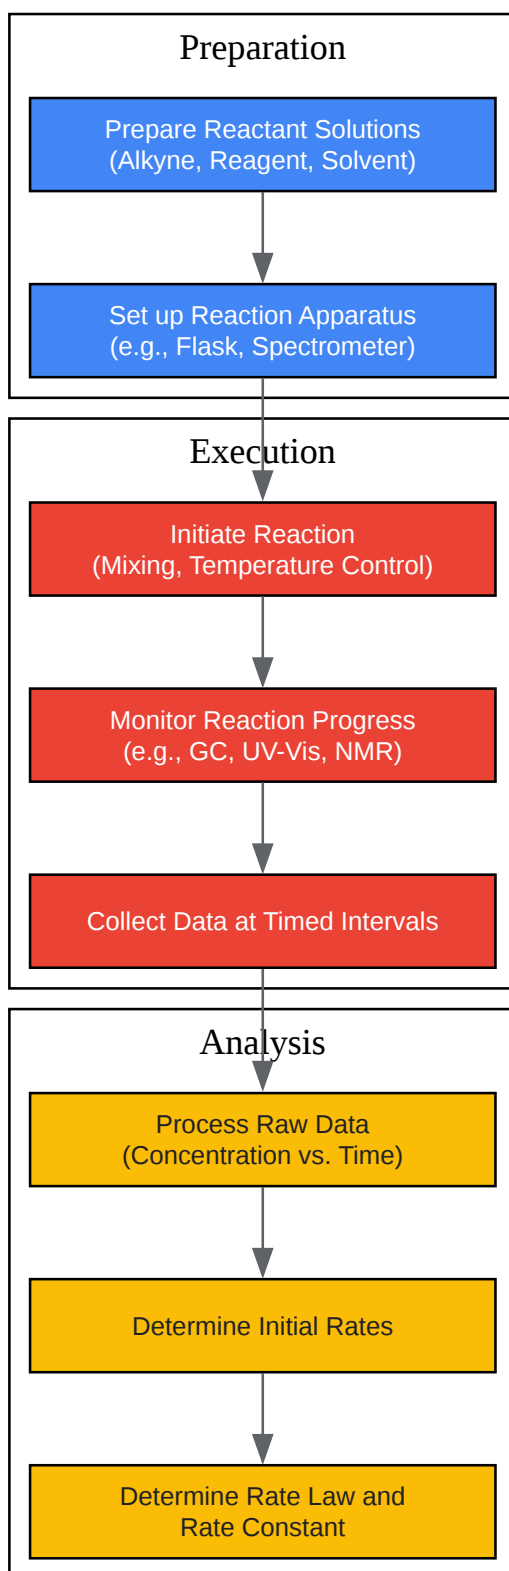 Preparation
Prepare Reactant Solutions
(Alkyne, Reagent, Solvent)
Set up Reaction Apparatus
(e.g., Flask, Spectrometer)
Execution
Initiate Reaction
(Mixing, Temperature Control)
Monitor Reaction Progress
(e.g., GC, UV-Vis, NMR)
Collect Data at Timed Intervals
Analysis
Process Raw Data
(Concentration vs. Time)
Determine Initial Rates
Determine Rate Law and
Rate Constant